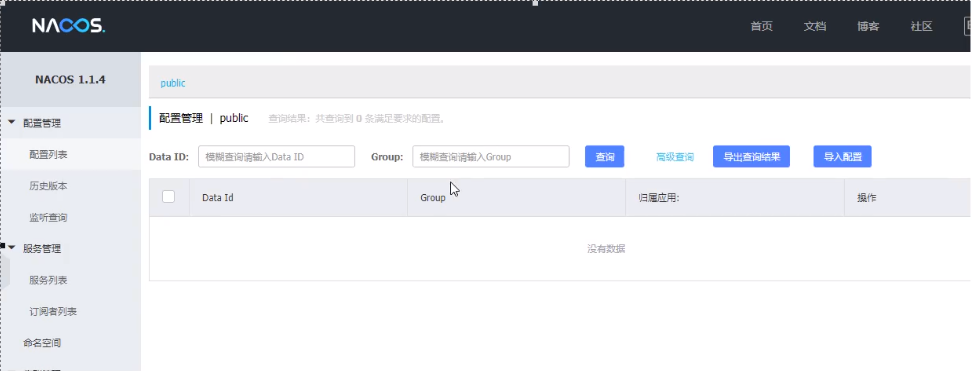 NACOS.
首页 文档 博客 社区
NACOS 1.1.4
配置管理
配置列表
历史版本
监听查询
服务管理
服务列表
订阅者列表
命名空间
public
配置管理 | public 查询结果：共查询到 0 条满足要求的配置。
Data ID: 模糊查询请输入Data ID Group: 模糊查询请输入Group 查询 高级查询 导出查询结果 导入配置
Data Id Group 归属应用: 操作
没有数据